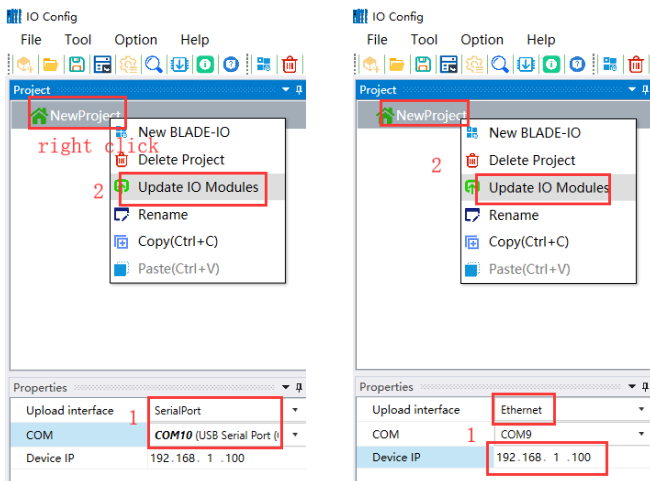 IO Config
File Tool Option Help
Project
NewProject
right click
New BLADE-IO
Delete Project
2
Update IO Modules
Rename
Copy(Ctrl+C)
Paste(Ctrl+V)
Properties
Upload interface SerialPort
1
COM COM10 (USB Serial Port (
Device IP 192.168. 1 .100
IO Config
File Tool Option Help
Project
NewProject
New BLADE-IO
2
Delete Project
Update IO Modules
Rename
Copy(Ctrl+C)
Paste(Ctrl+V)
Properties
Upload interface Ethernet
COM 1 COM9
Device IP 192.168. 1 .100